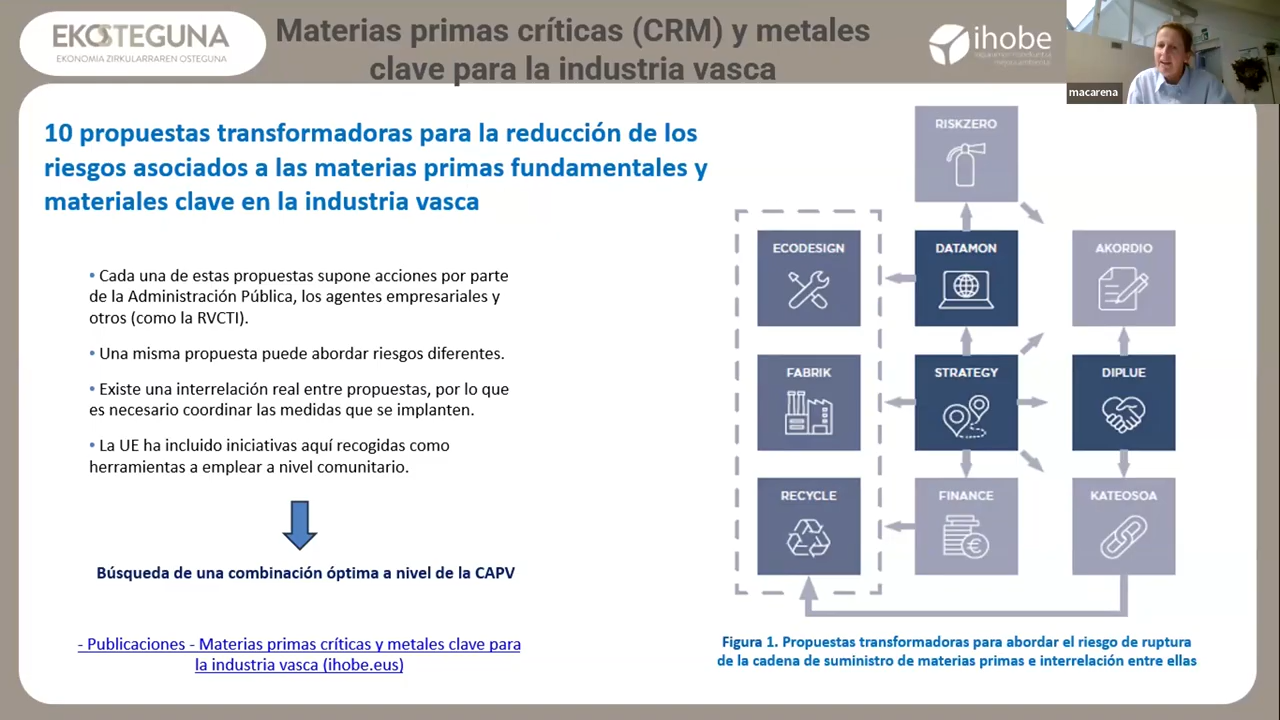 EKOSTEGUNA
EKONOMIA ZIRKULARRAREN OSTEGUNA
Materias primas críticas (CRM) y metales
clave para la industria vasca
ihobe
macarena
10 propuestas transformadoras para la reducción de los
riesgos asociados a las materias primas fundamentales y
materiales clave en la industria vasca
• Cada una de estas propuestas supone acciones por parte
de la Administración Pública, los agentes empresariales y
otros (como la RVCTI).
• Una misma propuesta puede abordar riesgos diferentes.
• Existe una interrelación real entre propuestas, por lo que
es necesario coordinar las medidas que se implanten.
• La UE ha incluido iniciativas aquí recogidas como
herramientas a emplear a nivel comunitario.
Búsqueda de una combinación óptima a nivel de la CAPV
- Publicaciones - Materias primas críticas y metales clave para
la industria vasca (ihobe.eus)
RISKZERO
ECODESIGN
DATAMON
AKORDIO
FABRIK
STRATEGY
DIPLUE
RECYCLE
FINANCE
KATEOSOA
Figura 1. Propuestas transformadoras para abordar el riesgo de ruptura
de la cadena de suministro de materias primas e interrelación entre ellas